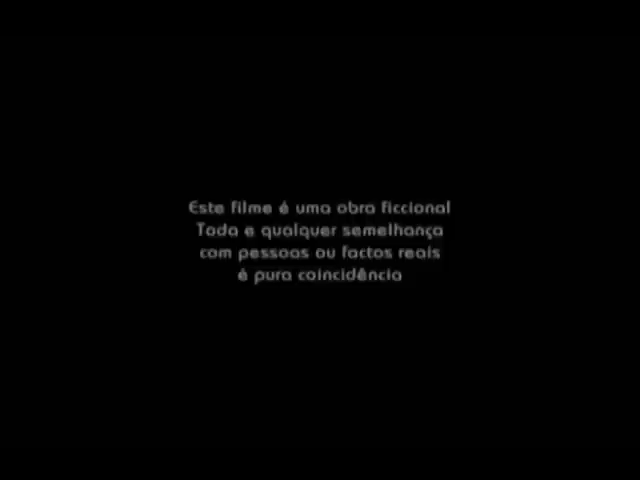 Este filme é uma obra ficcional
Toda e qualquer semelhança
com pessoas ou factos reais
é pura coincidência